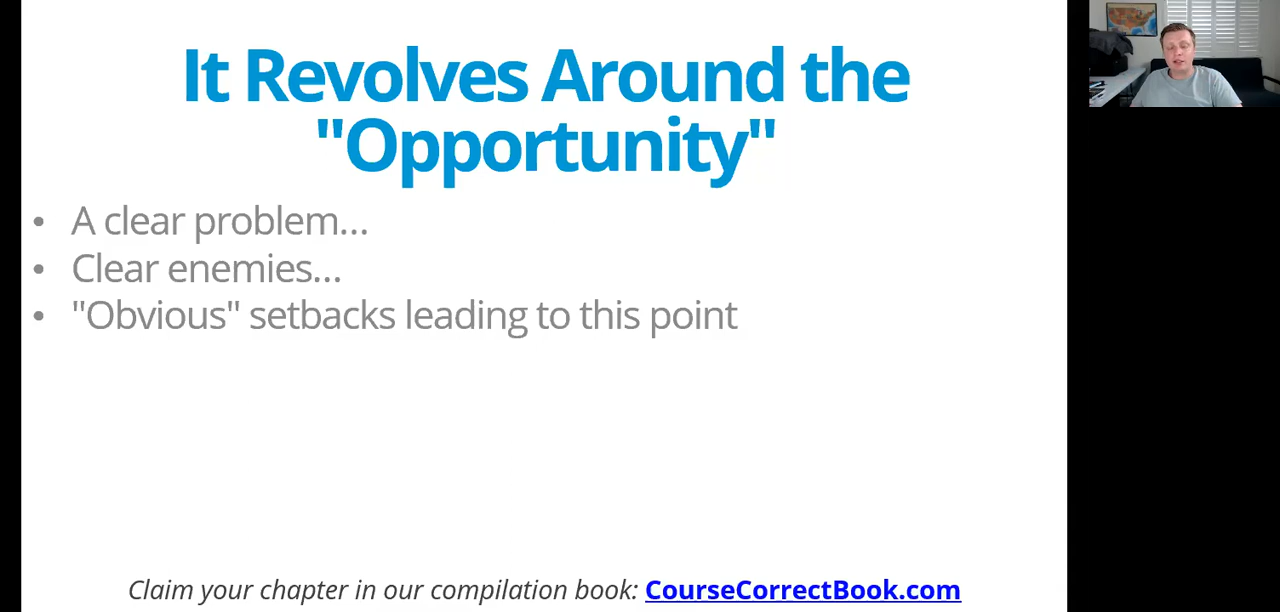 It Revolves Around the
"Opportunity"
• A clear problem...
• Clear enemies...
• "Obvious" setbacks leading to this point
Claim your chapter in our compilation book: CourseCorrectBook.com